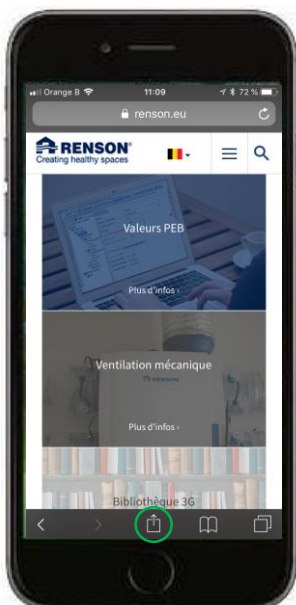 Orange B 11:09 72 %
renson.eu
RENSON®
Creating healthy spaces
Valeurs PEB
Plus d'infos ›
Ventilation mécanique
RENSON
Plus d'infos ›
Bibliothèque 3G